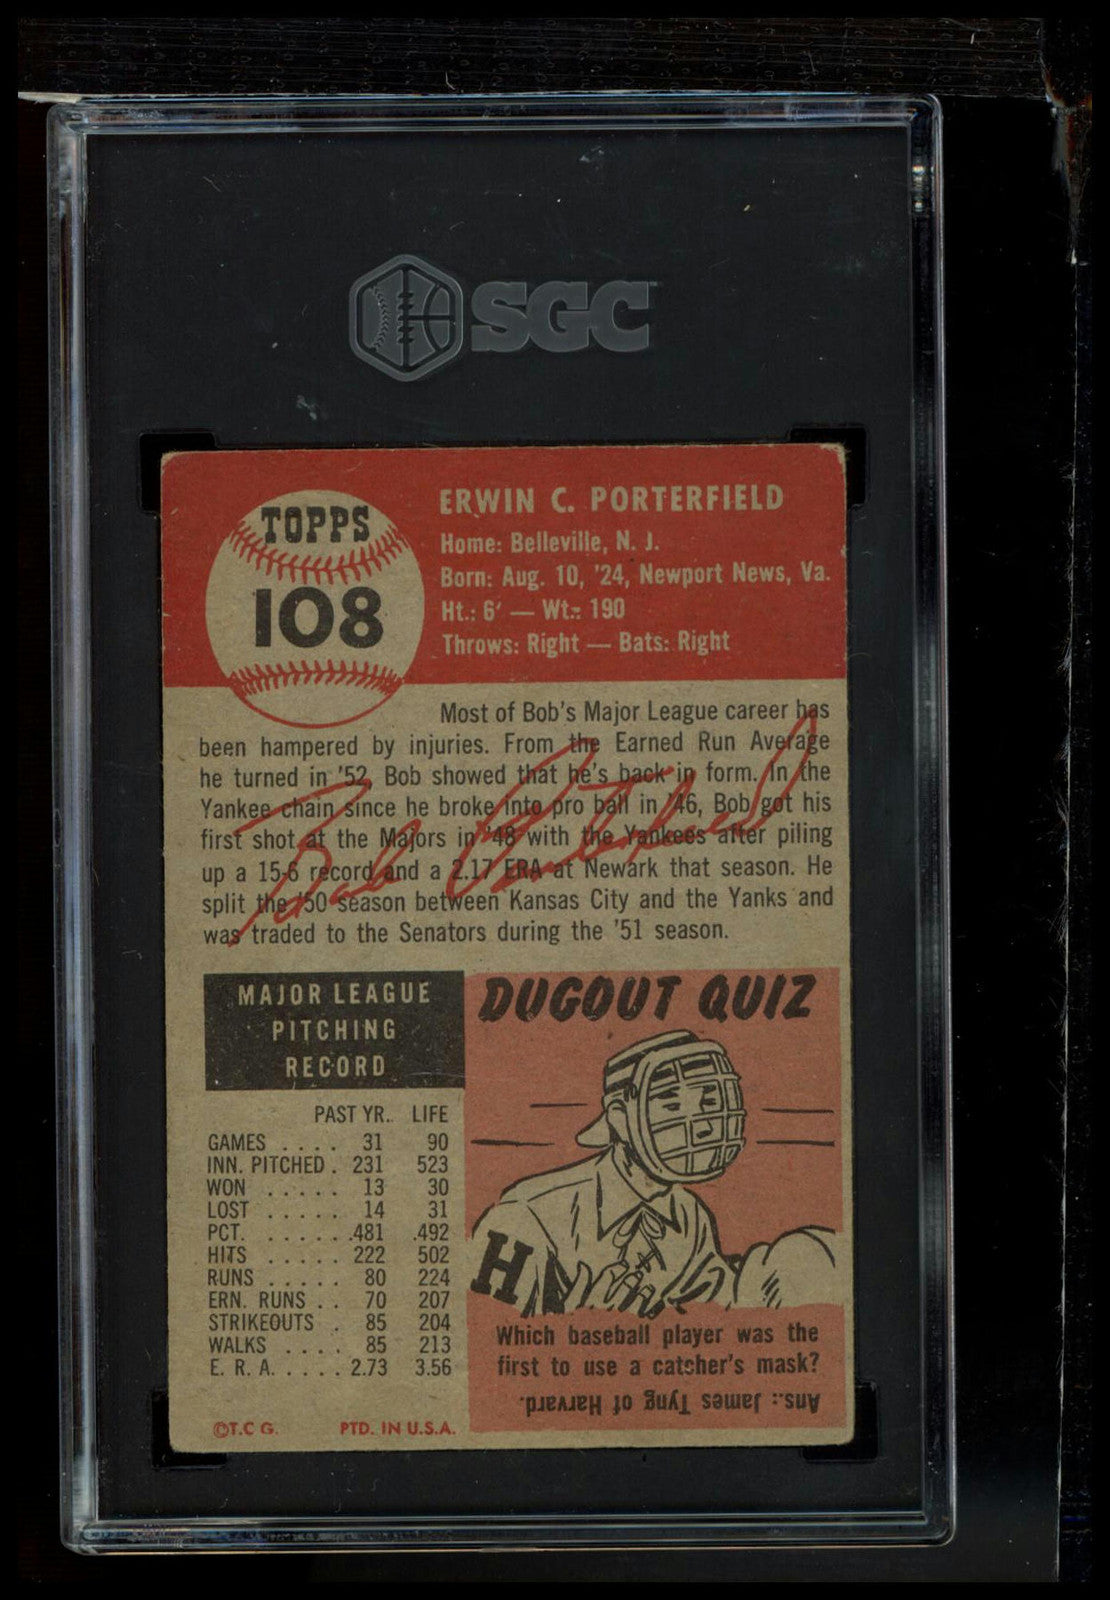 SGC
TOPPS
108
ERWIN C. PORTERFIELD
Home: Belleville, N. J.
Born: Aug. 10, '24, Newport News, Va.
Ht.: 6' — Wt.: 190
Throws: Right — Bats: Right
Most of Bob's Major League career has
been hampered by injuries. From the Earned Run Average
he turned in '52, Bob showed that he's back in form. In the
Yankee chain since he broke into pro ball in '46, Bob got his
first shot at the Majors in '48 with the Yankees after piling
up a 15-6 record and a 2.17 ERA at Newark that season. He
split the '50 season between Kansas City and the Yanks and
was traded to the Senators during the '51 season.
Bob Porterfield
MAJOR LEAGUE
PITCHING
RECORD
PAST YR. LIFE
GAMES .... 31 90
INN. PITCHED . 231 523
WON ..... 13 30
LOST ..... 14 31
PCT. ...... .481 .492
HITS ..... 222 502
RUNS ..... 80 224
ERN. RUNS .. 70 207
STRIKEOUTS . 85 204
WALKS .... 85 213
E. R. A. .... 2.73 3.56
©T.C G. PTD. IN U.S.A.
DUGOUT QUIZ
H
Which baseball player was the
first to use a catcher's mask?
Ans.: James Tyng of Harvard.